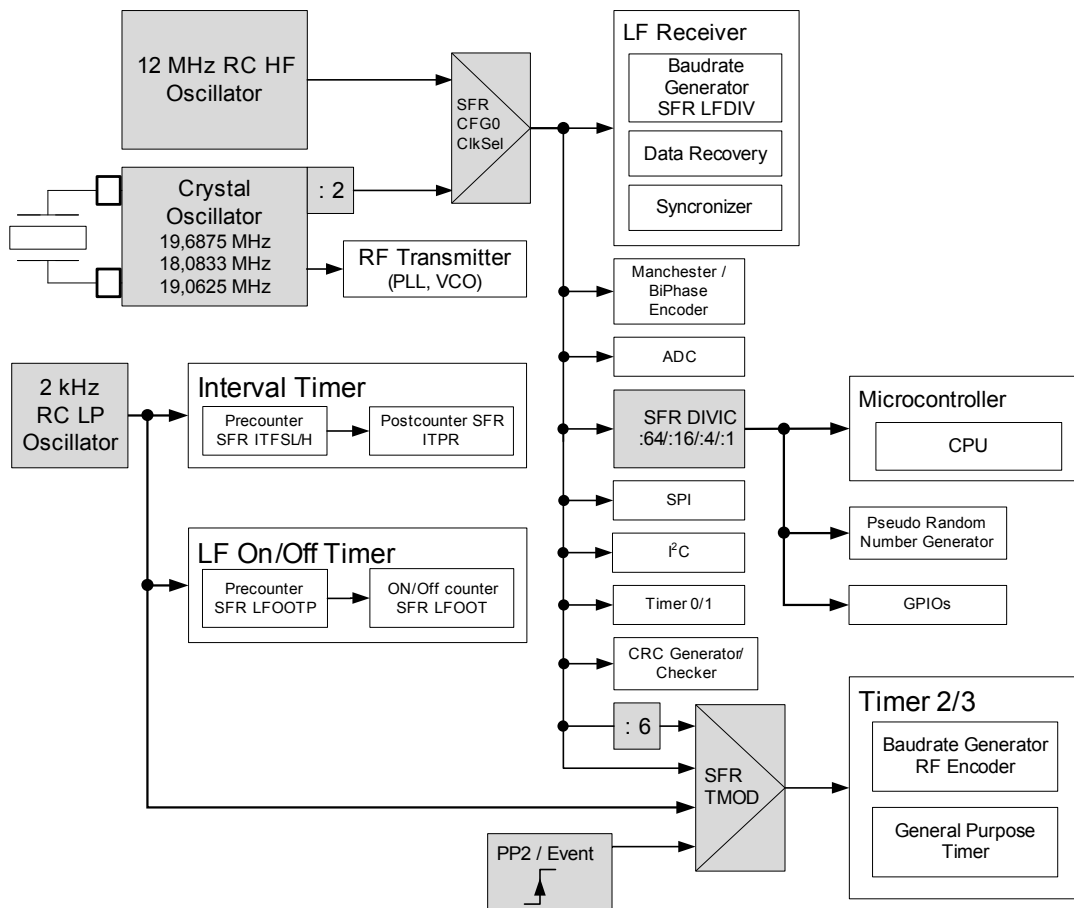 12 MHz RC HF
Oscillator
SFR
CFG0
ClkSel
LF Receiver
Baudrate
Generator
SFR LFDIV
Data Recovery
Syncronizer
Crystal
Oscillator
19,6875 MHz
18,0833 MHz
19,0625 MHz
: 2
RF Transmitter
(PLL, VCO)
Manchester /
BiPhase
Encoder
ADC
2 kHz
RC LP
Oscillator
Interval Timer
Precounter
SFR ITFSL/H
Postcounter SFR
ITPR
SFR DIVIC
:64/:16/:4/:1
Microcontroller
CPU
SPI
Pseudo Random
Number Generator
I²C
LF On/Off Timer
Precounter
SFR LFOOTP
ON/Off counter
SFR LFOOT
Timer 0/1
GPIOs
CRC Generator/
Checker
: 6
SFR
TMOD
Timer 2/3
Baudrate Generator
RF Encoder
General Purpose
Timer
PP2 / Event